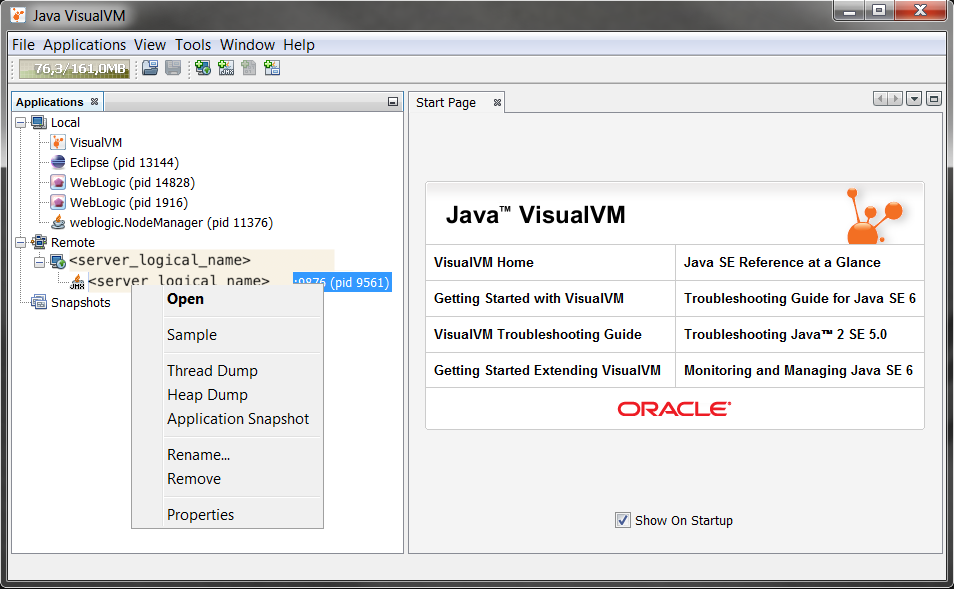 Java VisualVM
File Applications View Tools Window Help
76,3/161,0MB
Applications
Start Page
Local
VisualVM
Eclipse (pid 13144)
WebLogic (pid 14828)
WebLogic (pid 1916)
weblogic.NodeManager (pid 11376)
Remote
<server_logical_name>
JMX <server_logical_name> :9876 (pid 9561)
Snapshots
Open
Sample
Thread Dump
Heap Dump
Application Snapshot
Rename...
Remove
Properties
Java™ VisualVM
VisualVM Home
Java SE Reference at a Glance
Getting Started with VisualVM
Troubleshooting Guide for Java SE 6
VisualVM Troubleshooting Guide
Troubleshooting Java™ 2 SE 5.0
Getting Started Extending VisualVM
Monitoring and Managing Java SE 6
ORACLE®
Show On Startup